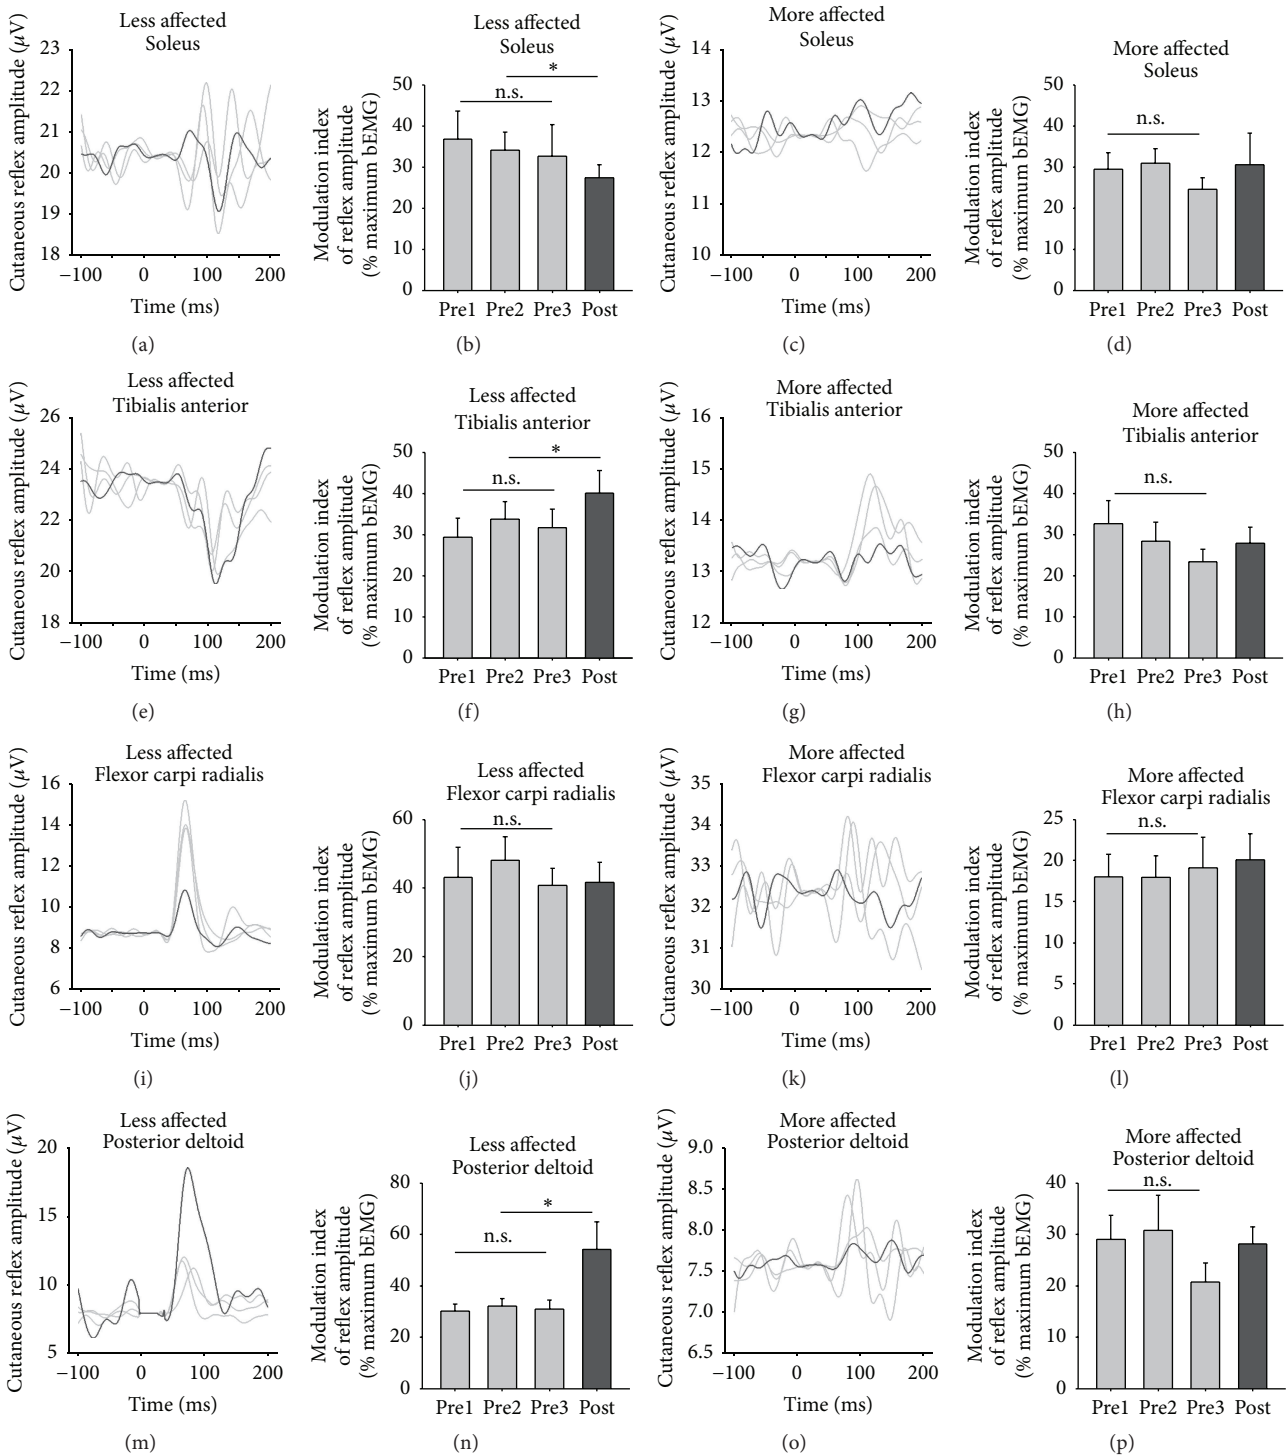 Less affected
Soleus
Cutaneous reflex amplitude (μV)
23
22
21
20
19
18
−100
0
100
200
Time (ms)
(a)
Less affected
Soleus
Modulation index
of reflex amplitude
(% maximum bEMG)
50
40
30
20
10
0
*
n.s.
Pre1 Pre2 Pre3 Post
(b)
More affected
Soleus
Cutaneous reflex amplitude (μV)
14
13
12
11
10
−100
0
100
200
Time (ms)
(c)
More affected
Soleus
Modulation index
of reflex amplitude
(% maximum bEMG)
50
40
30
20
10
0
n.s.
Pre1 Pre2 Pre3 Post
(d)
Less affected
Tibialis anterior
Cutaneous reflex amplitude (μV)
26
24
22
20
18
−100
0
100
200
Time (ms)
(e)
Less affected
Tibialis anterior
Modulation index
of reflex amplitude
(% maximum bEMG)
50
40
30
20
10
0
*
n.s.
Pre1 Pre2 Pre3 Post
(f)
More affected
Tibialis anterior
Cutaneous reflex amplitude (μV)
16
15
14
13
12
−100
0
100
200
Time (ms)
(g)
More affected
Tibialis anterior
Modulation index
of reflex amplitude
(% maximum bEMG)
50
40
30
20
10
0
n.s.
Pre1 Pre2 Pre3 Post
(h)
Less affected
Flexor carpi radialis
Cutaneous reflex amplitude (μV)
16
14
12
10
8
6
−100
0
100
200
Time (ms)
(i)
Less affected
Flexor carpi radialis
Modulation index
of reflex amplitude
(% maximum bEMG)
60
40
20
0
n.s.
Pre1 Pre2 Pre3 Post
(j)
More affected
Flexor carpi radialis
Cutaneous reflex amplitude (μV)
35
34
33
32
31
30
−100
0
100
200
Time (ms)
(k)
More affected
Flexor carpi radialis
Modulation index
of reflex amplitude
(% maximum bEMG)
25
20
15
10
5
0
n.s.
Pre1 Pre2 Pre3 Post
(l)
Less affected
Posterior deltoid
Cutaneous reflex amplitude (μV)
20
15
10
5
−100
0
100
200
Time (ms)
(m)
Less affected
Posterior deltoid
Modulation index
of reflex amplitude
(% maximum bEMG)
80
60
40
20
0
*
n.s.
Pre1 Pre2 Pre3 Post
(n)
More affected
Posterior deltoid
Cutaneous reflex amplitude (μV)
9.0
8.5
8.0
7.5
7.0
6.5
−100
0
100
200
Time (ms)
(o)
More affected
Posterior deltoid
Modulation index
of reflex amplitude
(% maximum bEMG)
40
30
20
10
0
n.s.
Pre1 Pre2 Pre3 Post
(p)